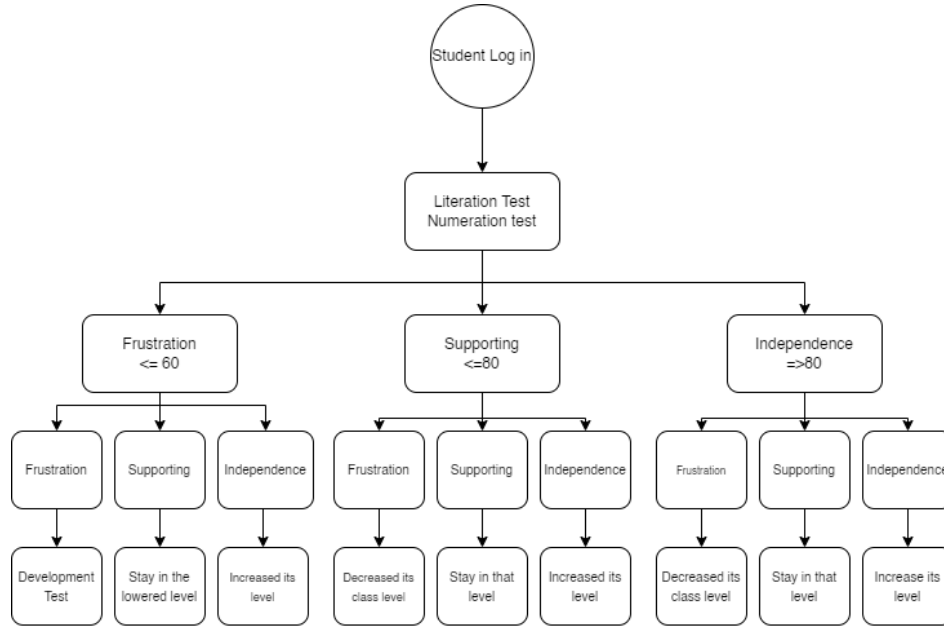 Student Log in
Literation Test
Numeration test
Frustration
<= 60
Supporting
<=80
Independence
=>80
Frustration
Supporting
Independence
Frustration
Supporting
Independence
Frustration
Supporting
Independence
Development
Test
Stay in the
lowered level
Increased its
level
Decreased its
class level
Stay in that
level
Increased its
level
Decreased its
class level
Stay in that
level
Increase its
level